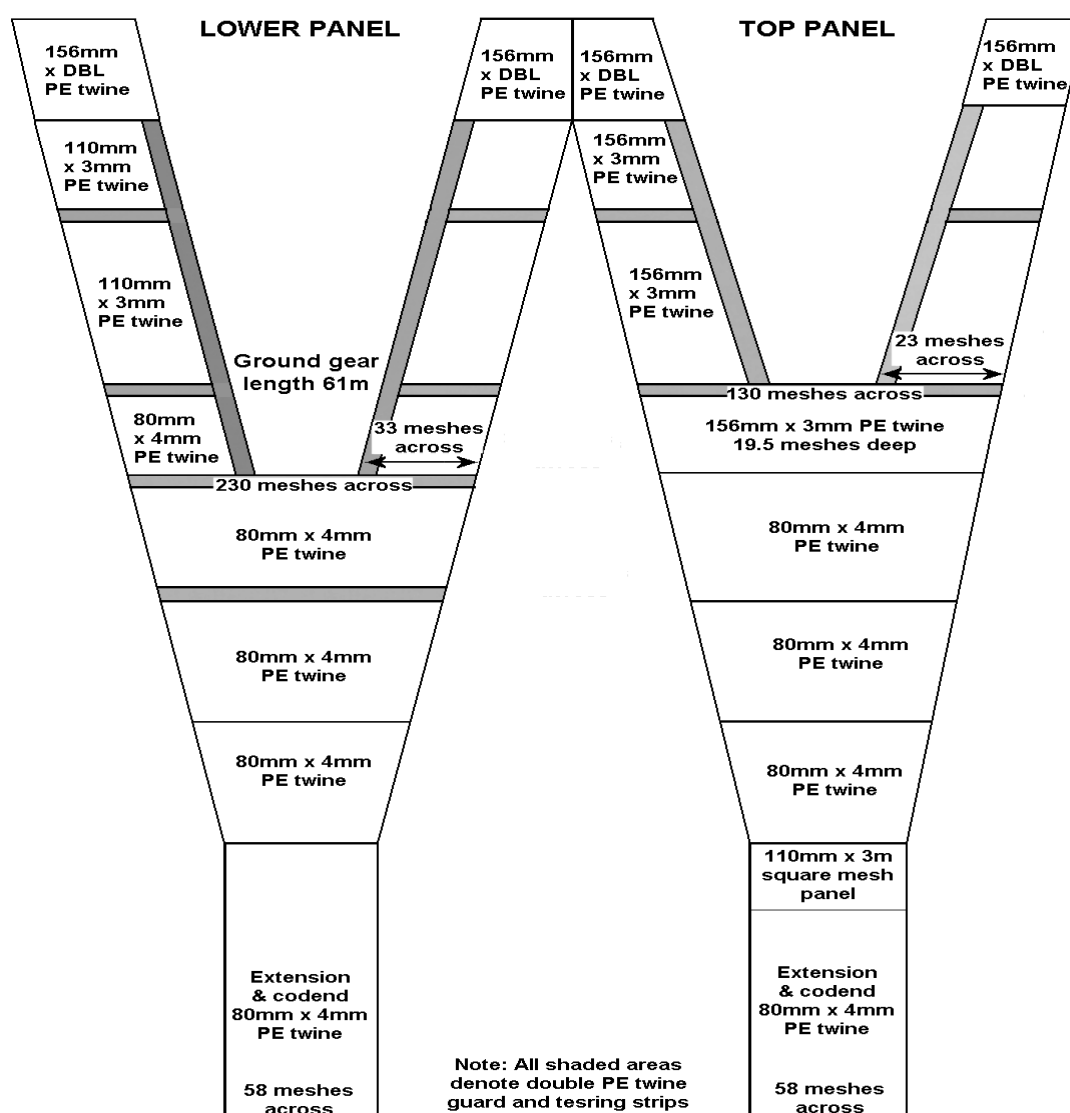 LOWER PANEL
TOP PANEL
156mm
x DBL
PE twine
156mm
x DBL
PE twine
156mm
x DBL
PE twine
156mm
x DBL
PE twine
110mm
x 3mm
PE twine
156mm
x 3mm
PE twine
110mm
x 3mm
PE twine
156mm
x 3mm
PE twine
Ground gear
length 61m
23 meshes
across
130 meshes across
80mm
x 4mm
PE twine
33 meshes
across
156mm x 3mm PE twine
19.5 meshes deep
230 meshes across
80mm x 4mm
PE twine
80mm x 4mm
PE twine
80mm x 4mm
PE twine
80mm x 4mm
PE twine
80mm x 4mm
PE twine
80mm x 4mm
PE twine
110mm x 3m
square mesh
panel
Extension
& codend
80mm x 4mm
PE twine
58 meshes
across
Extension
& codend
80mm x 4mm
PE twine
58 meshes
across
Note: All shaded areas
denote double PE twine
guard and tesring strips